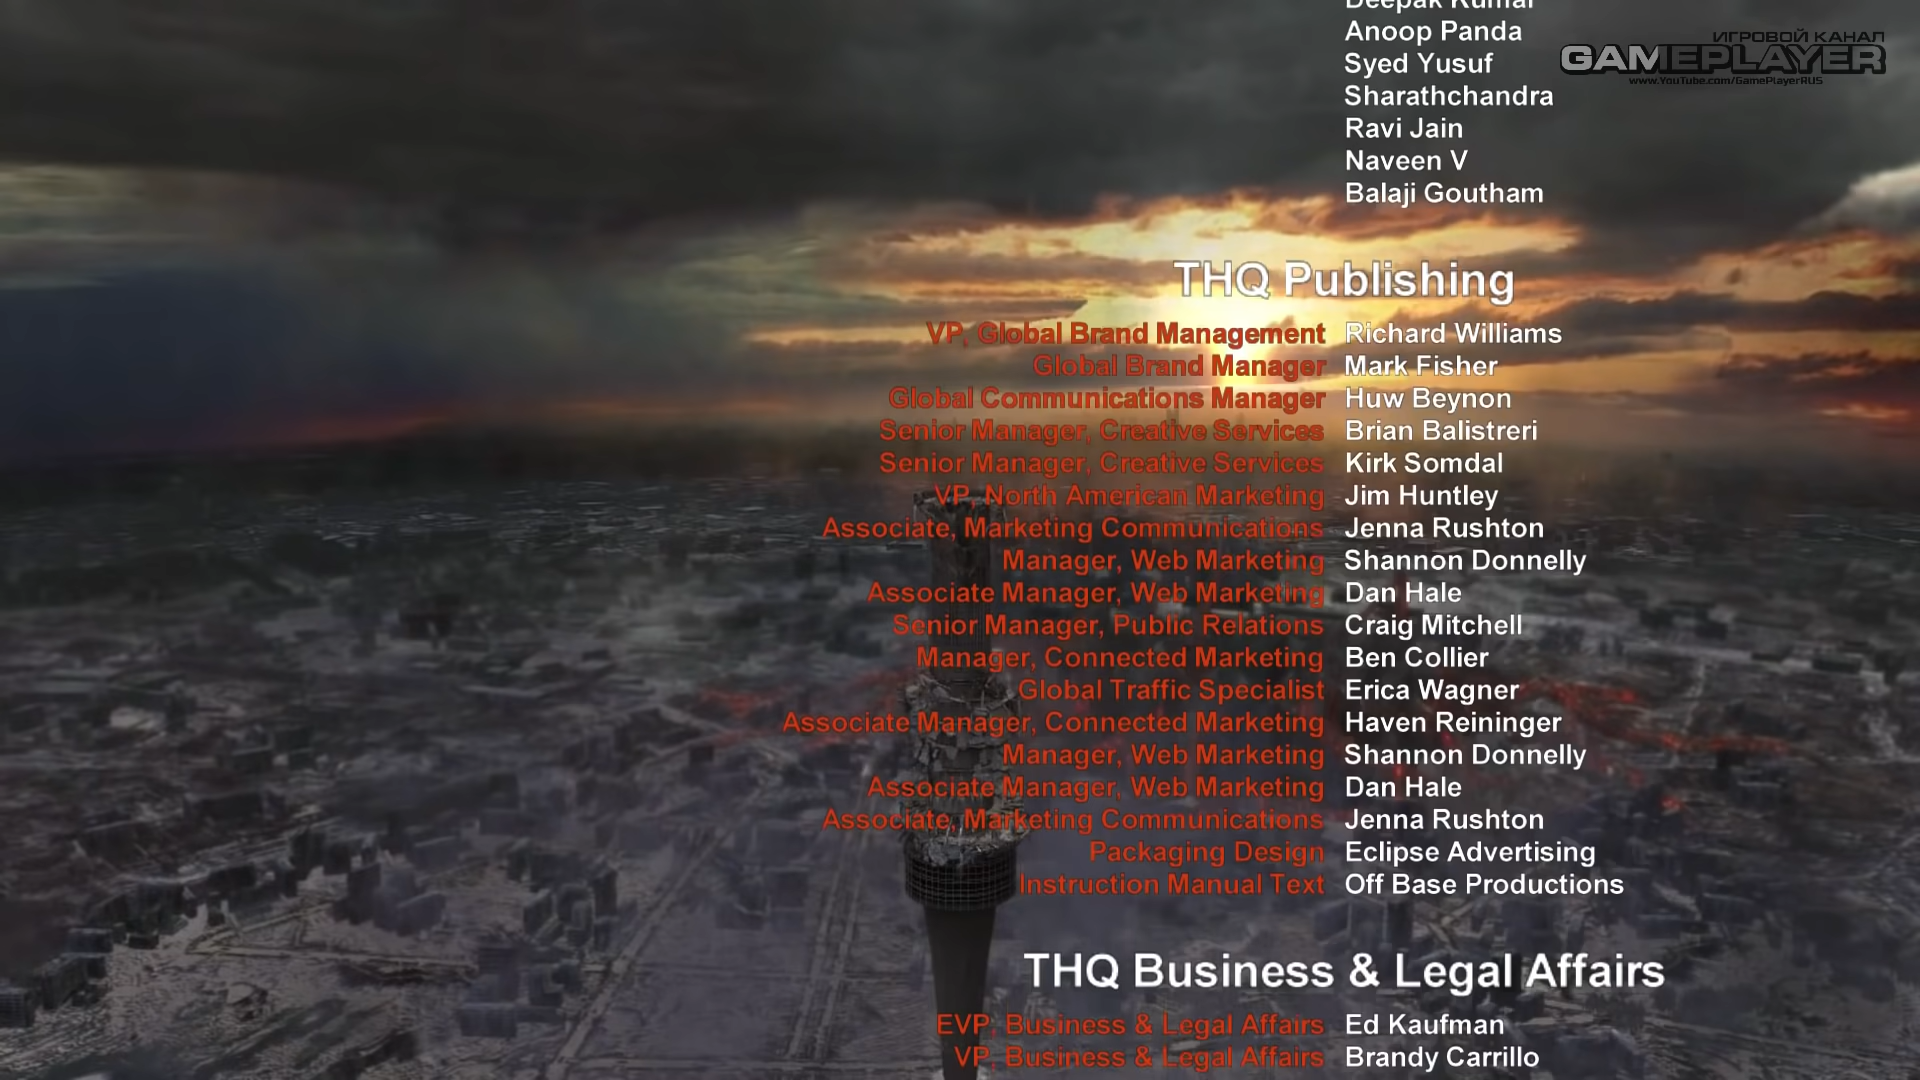 Deepak Kumar
Anoop Panda
Syed Yusuf
Sharathchandra
Ravi Jain
Naveen V
Balaji Goutham
ИГРОВОЙ КАНАЛ
GAMEPLAYER
www.YouTube.com/GamePlayerRUS
THQ Publishing
VP, Global Brand Management Richard Williams
Global Brand Manager Mark Fisher
Global Communications Manager Huw Beynon
Senior Manager, Creative Services Brian Balistreri
Senior Manager, Creative Services Kirk Somdal
VP, North American Marketing Jim Huntley
Associate, Marketing Communications Jenna Rushton
Manager, Web Marketing Shannon Donnelly
Associate Manager, Web Marketing Dan Hale
Senior Manager, Public Relations Craig Mitchell
Manager, Connected Marketing Ben Collier
Global Traffic Specialist Erica Wagner
Associate Manager, Connected Marketing Haven Reininger
Manager, Web Marketing Shannon Donnelly
Associate Manager, Web Marketing Dan Hale
Associate, Marketing Communications Jenna Rushton
Packaging Design Eclipse Advertising
Instruction Manual Text Off Base Productions
THQ Business & Legal Affairs
EVP, Business & Legal Affairs Ed Kaufman
VP, Business & Legal Affairs Brandy Carrillo